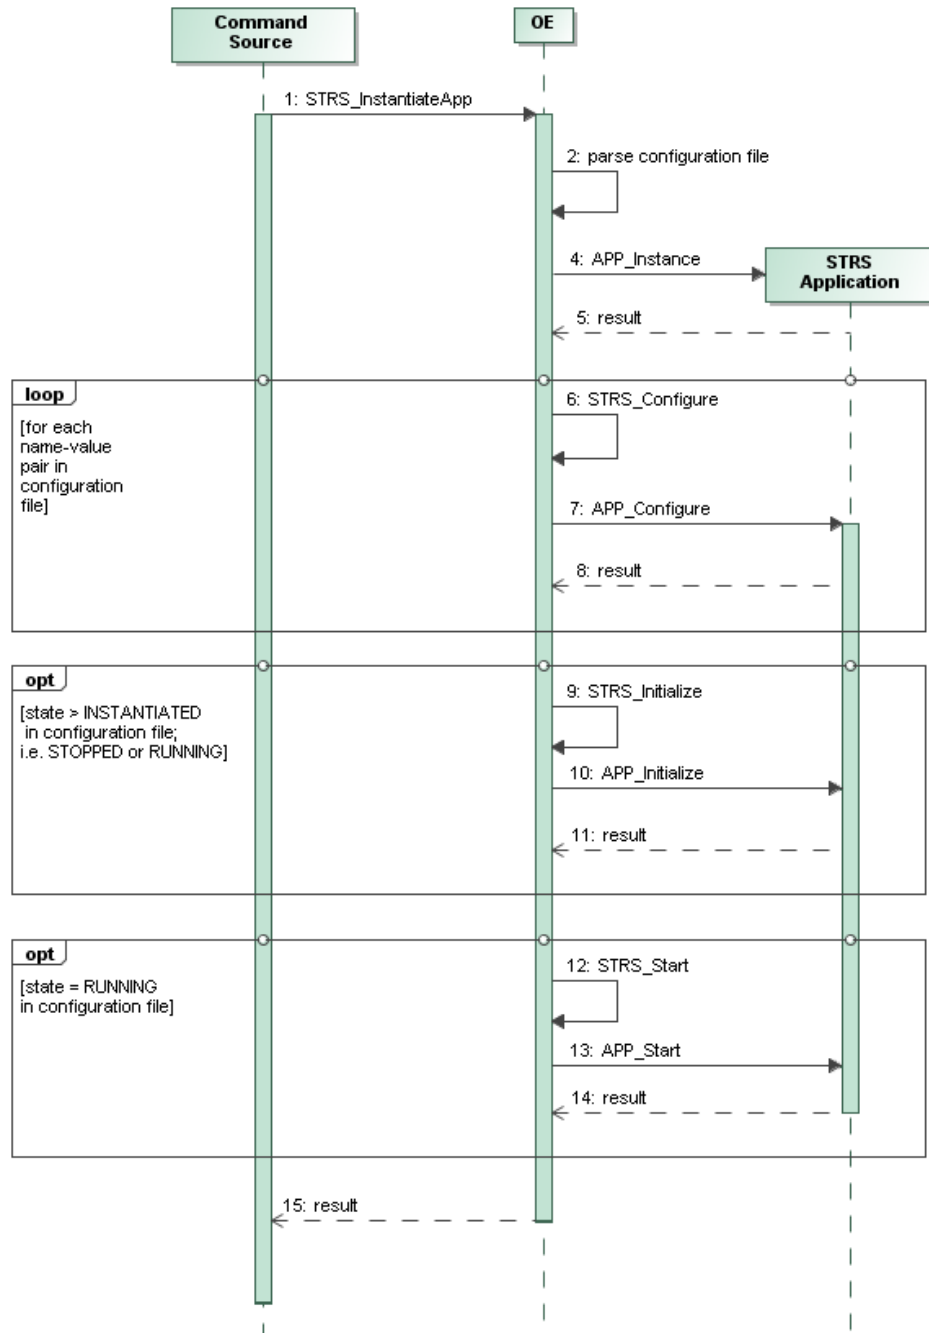 Command
Source
OE
1: STRS_InstantiateApp
2: parse configuration file
4: APP_Instance
STRS
Application
5: result
loop
[for each
name-value
pair in
configuration
file]
6: STRS_Configure
7: APP_Configure
8: result
opt
[state > INSTANTIATED
in configuration file;
i.e. STOPPED or RUNNING]
9: STRS_Initialize
10: APP_Initialize
11: result
opt
[state = RUNNING
in configuration file]
12: STRS_Start
13: APP_Start
14: result
15: result